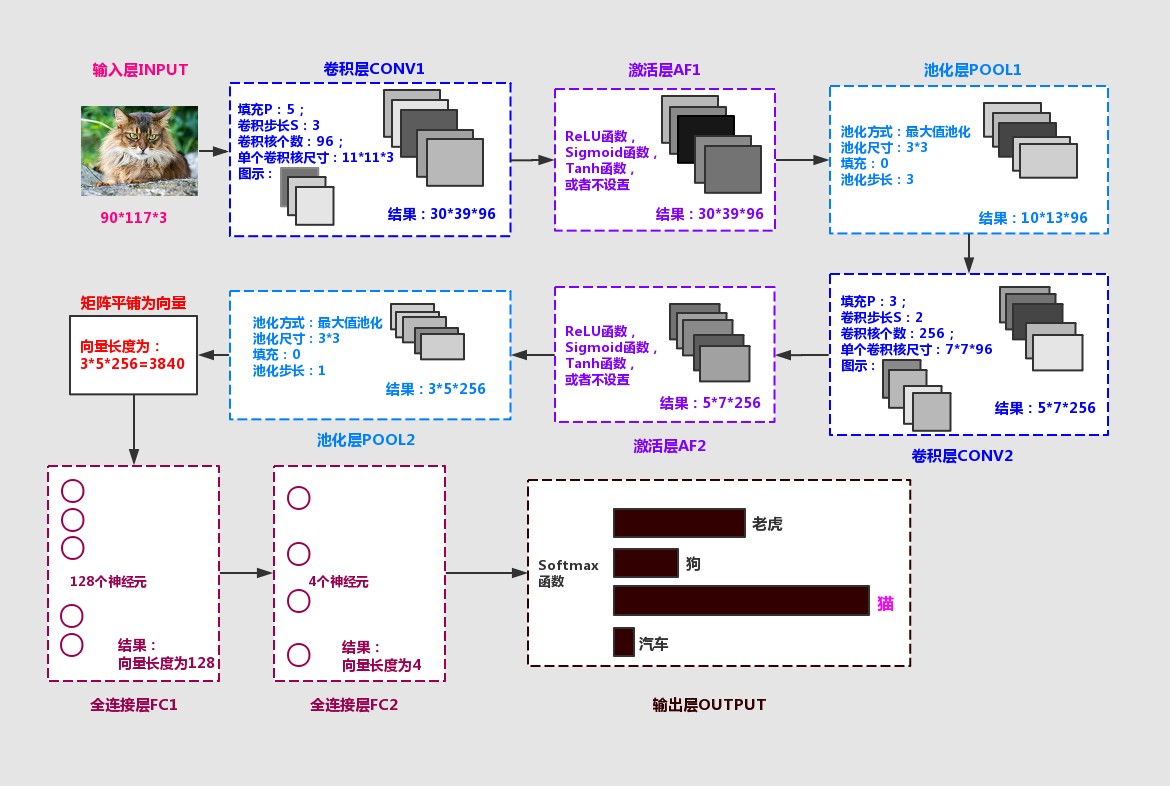 输入层INPUT
90*117*3
卷积层CONV1
填充P：5；
卷积步长S：3
卷积核个数：96；
单个卷积核尺寸：11*11*3
图示：
结果：30*39*96
激活层AF1
ReLU函数，
Sigmoid函数，
Tanh函数，
或者不设置
结果：30*39*96
池化层POOL1
池化方式：最大值池化
池化尺寸：3*3
填充：0
池化步长：3
结果：10*13*96
填充P：3；
卷积步长S：2
卷积核个数：256；
单个卷积核尺寸：7*7*96
图示：
结果：5*7*256
卷积层CONV2
ReLU函数，
Sigmoid函数，
Tanh函数，
或者不设置
结果：5*7*256
激活层AF2
池化方式：最大值池化
池化尺寸：3*3
填充：0
池化步长：1
结果：3*5*256
池化层POOL2
矩阵平铺为向量
向量长度为：
3*5*256=3840
128个神经元
结果：
向量长度为128
全连接层FC1
4个神经元
结果：
向量长度为4
全连接层FC2
Softmax
函数
老虎
狗
猫
汽车
输出层OUTPUT